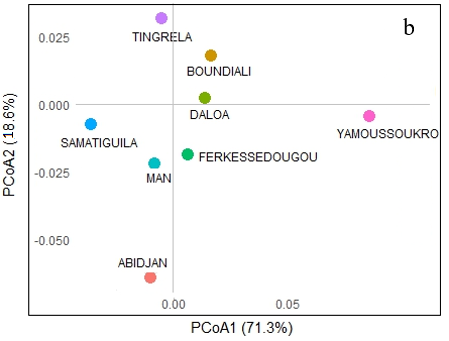 b
TINGRELA
0.025
BOUNDIALI
0.000
DALOA
YAMOUSSOUKRO
SAMATIGUILA
FERKESSEDOUGOU
-0.025
MAN
-0.050
ABIDJAN
0.00 0.05
PCoA1 (71.3%)
PCoA2 (18.6%)